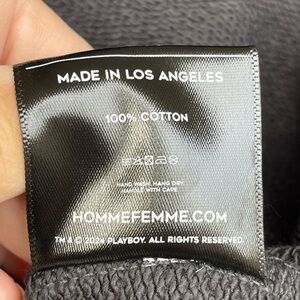 MADE IN LOS ANGELES
100% COTTON
HAND WASH. HANG DRY.
HANDLE WITH CARE
HOMMEFEMME.COM
TM & © 2024 PLAYBOY. ALL RIGHTS RESERVED.